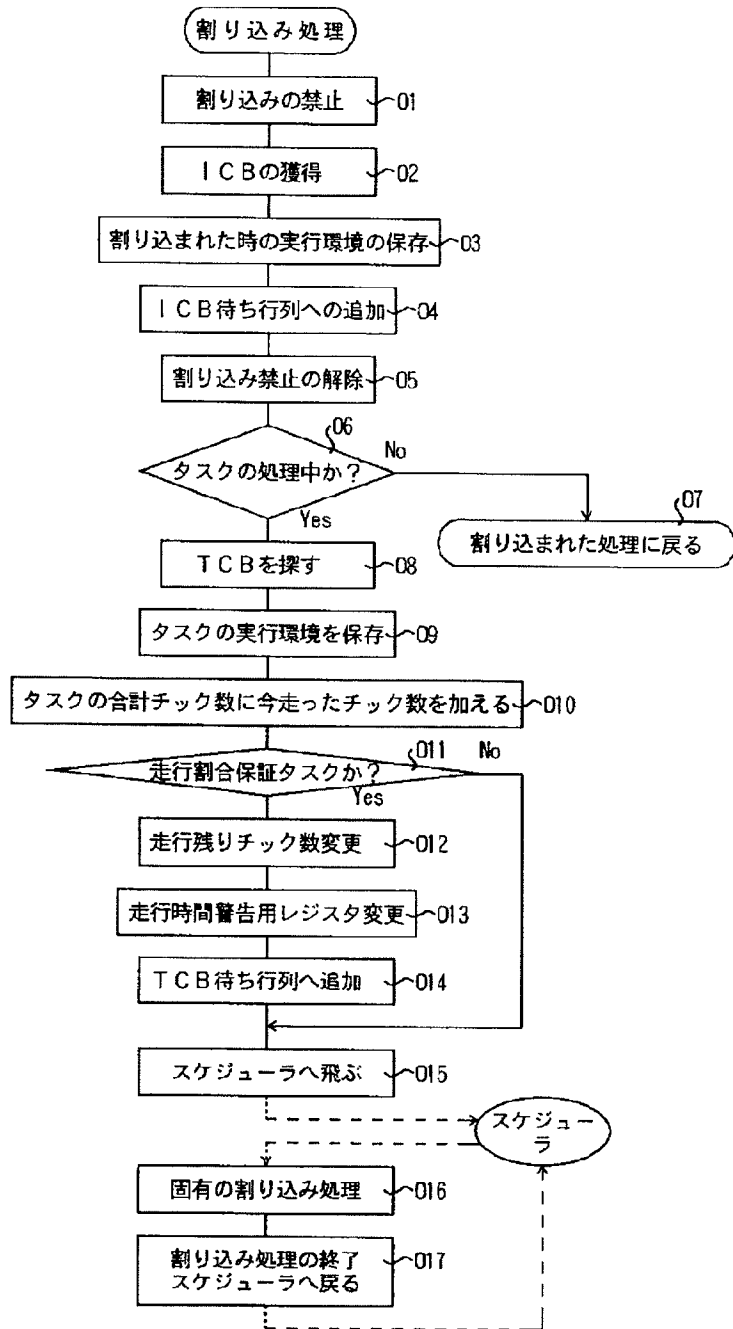 割り込み処理
割り込みの禁止
01
ICBの獲得
02
割り込まれた時の実行環境の保存
03
ICB待ち行列への追加
04
割り込み禁止の解除
05
06
タスクの処理中か?
No
Yes
07
割り込まれた処理に戻る
TCBを探す
08
タスクの実行環境を保存
09
タスクの合計チック数に今走ったチック数を加える
010
011
走行割合保証タスクか?
No
Yes
走行残りチック数変更
012
走行時間警告用レジスタ変更
013
TCB待ち行列へ追加
014
スケジューラへ飛ぶ
015
スケジュー
ラ
固有の割り込み処理
016
割り込み処理の終了
スケジューラへ戻る
017